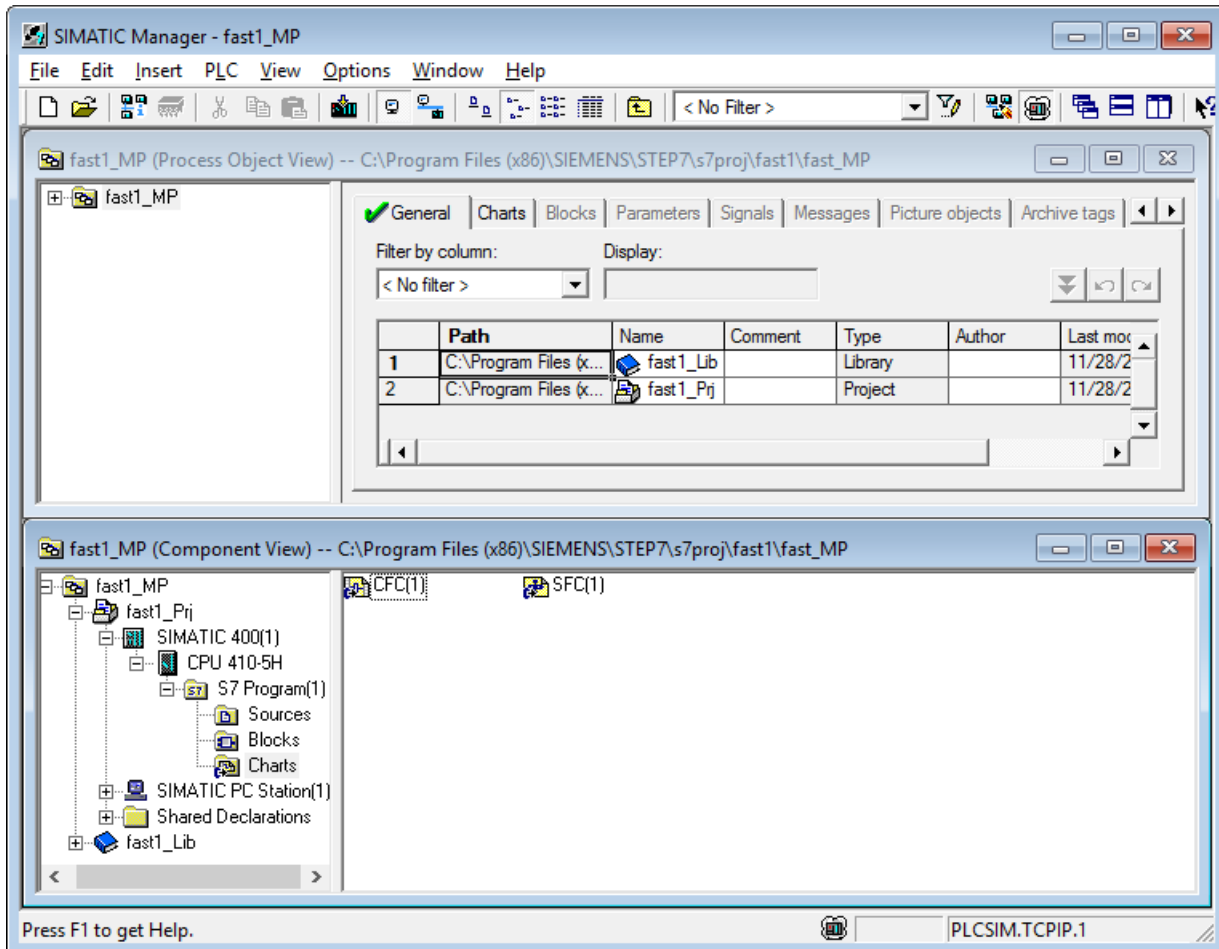 SIMATIC Manager - fast1_MP
File Edit Insert PLC View Options Window Help
< No Filter >
fast1_MP (Process Object View) -- C:\Program Files (x86)\SIEMENS\STEP7\s7proj\fast1\fast_MP
fast1_MP
General Charts Blocks Parameters Signals Messages Picture objects Archive tags
Filter by column: Display:
< No filter >
Path Name Comment Type Author Last mod
1 C:\Program Files (x... fast1_Lib Library 11/28/2
2 C:\Program Files (x... fast1_Prj Project 11/28/2
fast1_MP (Component View) -- C:\Program Files (x86)\SIEMENS\STEP7\s7proj\fast1\fast_MP
fast1_MP
fast1_Prj
SIMATIC 400(1)
CPU 410-5H
S7 Program(1)
Sources
Blocks
Charts
SIMATIC PC Station(1)
Shared Declarations
fast1_Lib
CFC(1) SFC(1)
Press F1 to get Help. PLCSIM.TCPIP.1